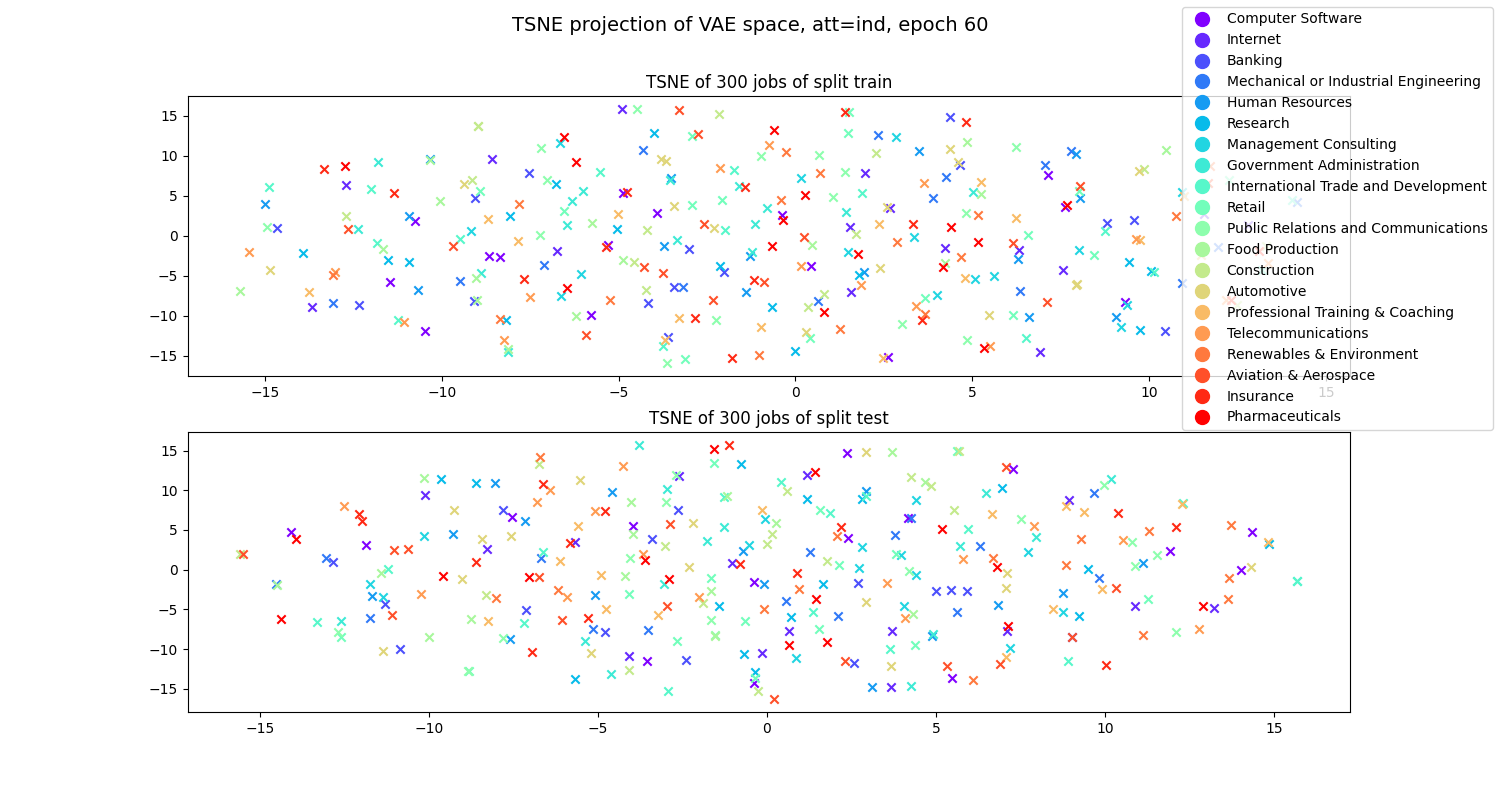 TSNE projection of VAE space, att=ind, epoch 60
Computer Software
Internet
Banking
Mechanical or Industrial Engineering
Human Resources
Research
Management Consulting
Government Administration
International Trade and Development
Retail
Public Relations and Communications
Food Production
Construction
Automotive
Professional Training & Coaching
Telecommunications
Renewables & Environment
Aviation & Aerospace
Insurance
Pharmaceuticals
TSNE of 300 jobs of split train
15
10
5
0
−5
−10
−15
−15 −10 −5 0 5 10 15
TSNE of 300 jobs of split test
15
10
5
0
−5
−10
−15
−15 −10 −5 0 5 10 15